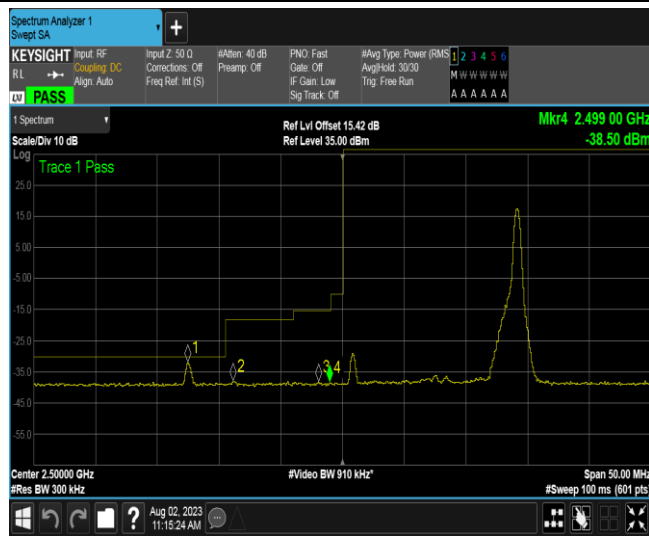 Spectrum Analyzer 1
Swept SA
+
KEYSIGHT
RL
LXI PASS
Input: RF
Coupling: DC
Align: Auto
Input Z: 50 Ω
Corrections: Off
Freq Ref: Int (S)
#Atten: 40 dB
Preamp: Off
PNO: Fast
Gate: Off
IF Gain: Low
Sig Track: Off
#Avg Type: Power (RMS
Avg|Hold: 30/30
Trig: Free Run
1 2 3 4 5 6
M W W W W W
A A A A A A
1 Spectrum
Scale/Div 10 dB
Ref Lvl Offset 15.42 dB
Ref Level 35.00 dBm
Mkr4 2.499 00 GHz
-38.50 dBm
Log
Trace 1 Pass
25.0
15.0
5.00
-5.00
-15.0
-25.0
-35.0
-45.0
-55.0
1
2
3
4
Center 2.50000 GHz
#Res BW 300 kHz
#Video BW 910 kHz*
Span 50.00 MHz
#Sweep 100 ms (601 pts)
?
Aug 02, 2023
11:15:24 AM